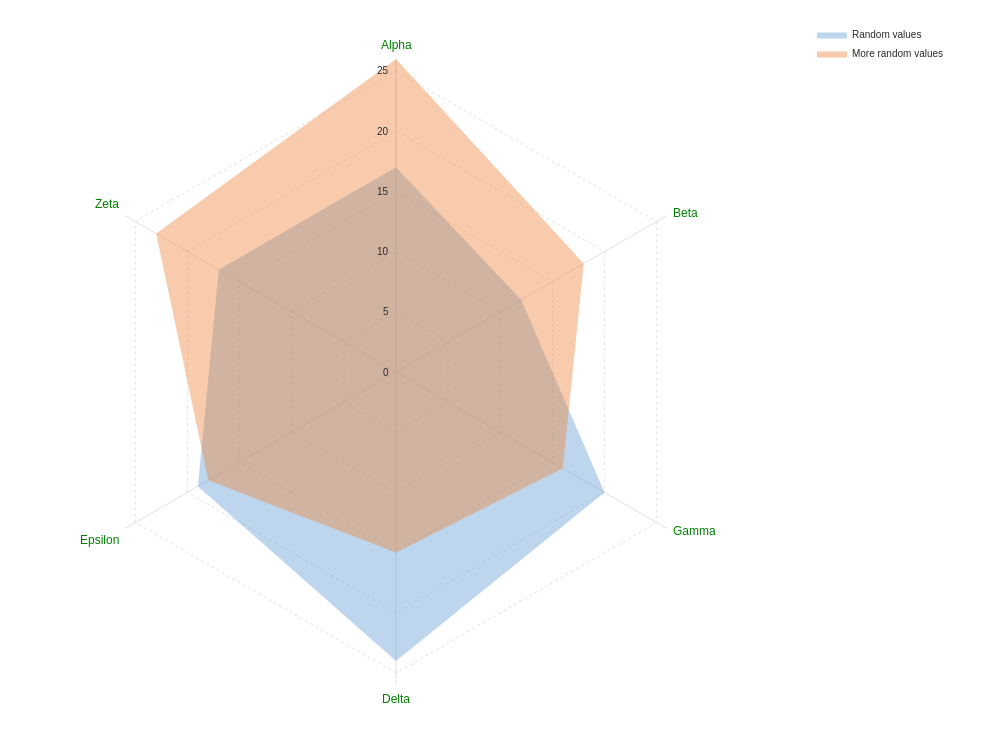 Random values
More random values
Alpha
25
20
15
10
5
0
Beta
Gamma
Delta
Epsilon
Zeta